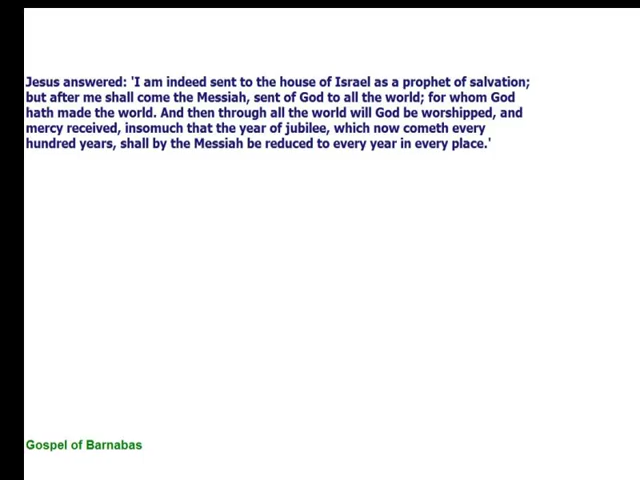 Jesus answered: 'I am indeed sent to the house of Israel as a prophet of salvation;
but after me shall come the Messiah, sent of God to all the world; for whom God
hath made the world. And then through all the world will God be worshipped, and
mercy received, insomuch that the year of jubilee, which now cometh every
hundred years, shall by the Messiah be reduced to every year in every place.'
Gospel of Barnabas